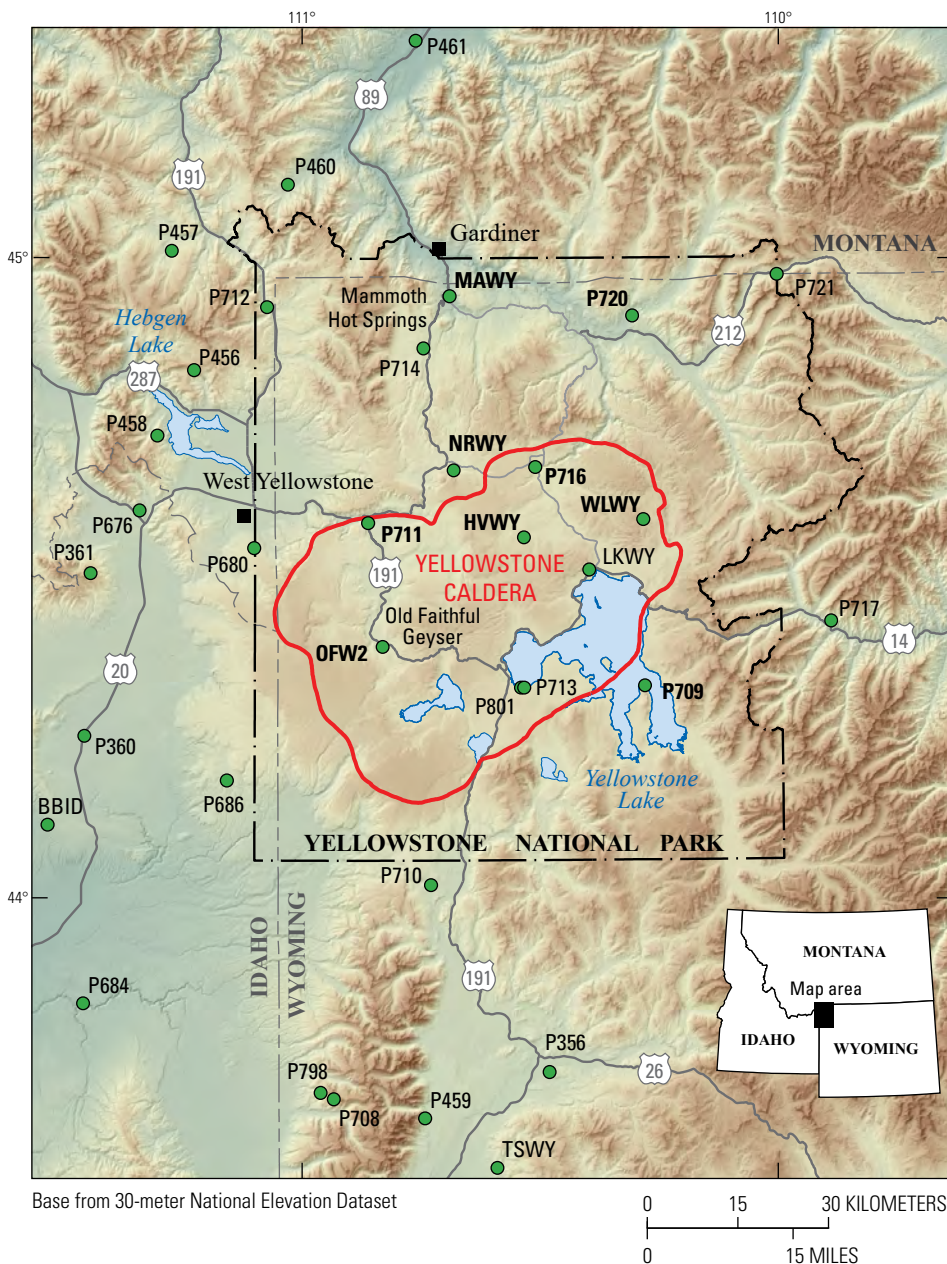 111°
110°
P461
89
191
P460
P457
Gardiner
45°
MONTANA
MAWY
P721
P712
Mammoth
Hot Springs
P720
Hebgen
Lake
212
P714
P456
287
P458
NRWY
P716
West Yellowstone
WLWY
P676
P711
HVWY
P680
P361
YELLOWSTONE
CALDERA
LKWY
191
Old Faithful
Geyser
P717
14
OFW2
20
P801
P713
P709
P360
Yellowstone
Lake
P686
BBID
YELLOWSTONE NATIONAL PARK
P710
44°
IDAHO
WYOMING
MONTANA
191
Map area
P684
IDAHO
WYOMING
P356
26
P798
P708
P459
TSWY
Base from 30-meter National Elevation Dataset
0 15 30 KILOMETERS
0 15 MILES